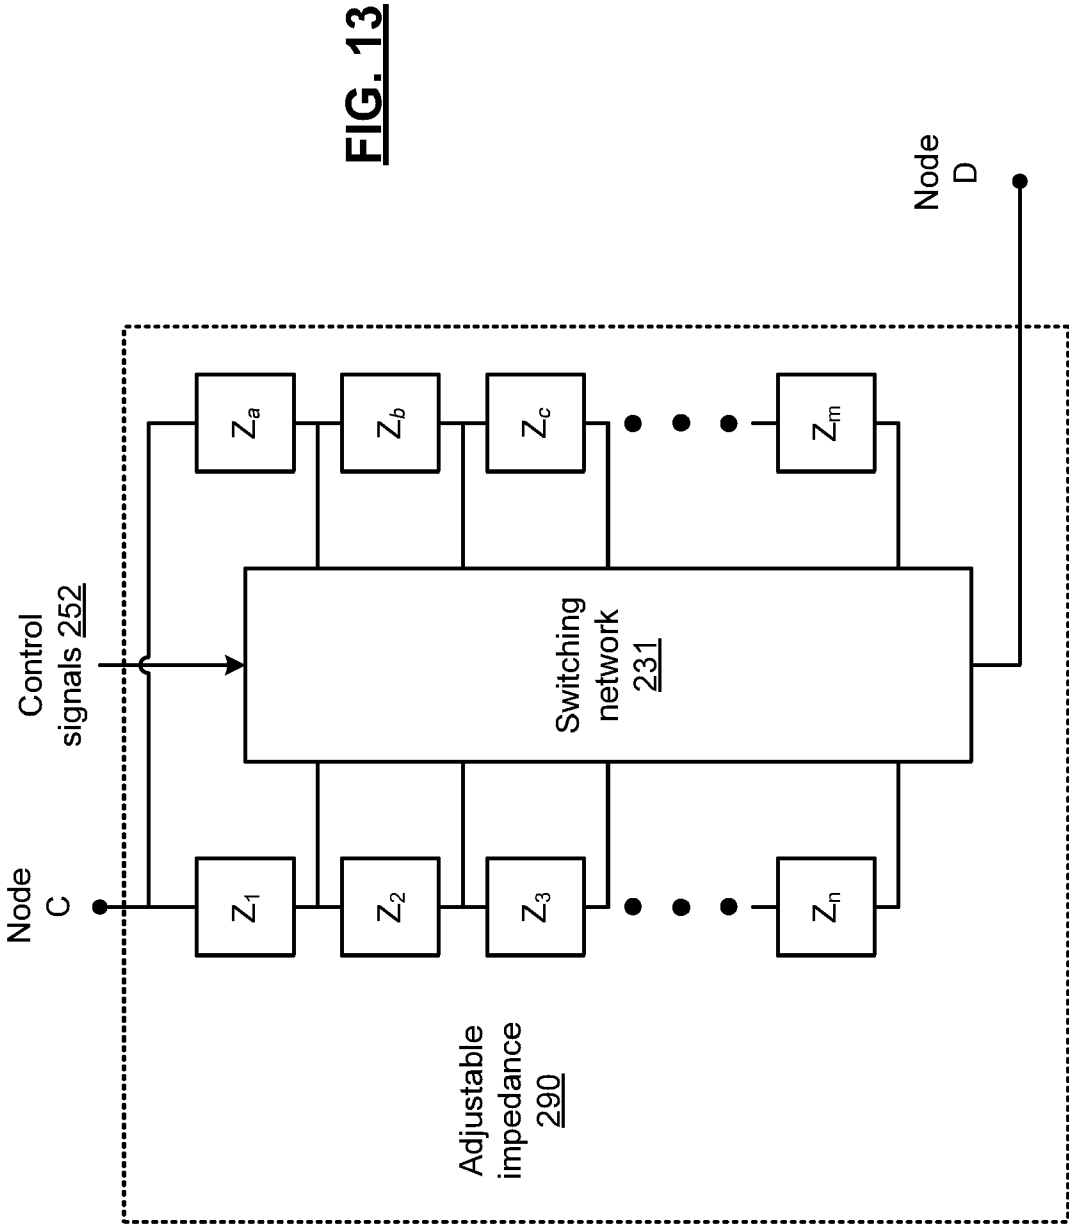 FIG. 13
Node
C
Control
signals 252
Z1
Z2
Z3
Zn
Za
Zb
Zc
Zm
Switching
network
231
Adjustable
impedance
290
Node
D